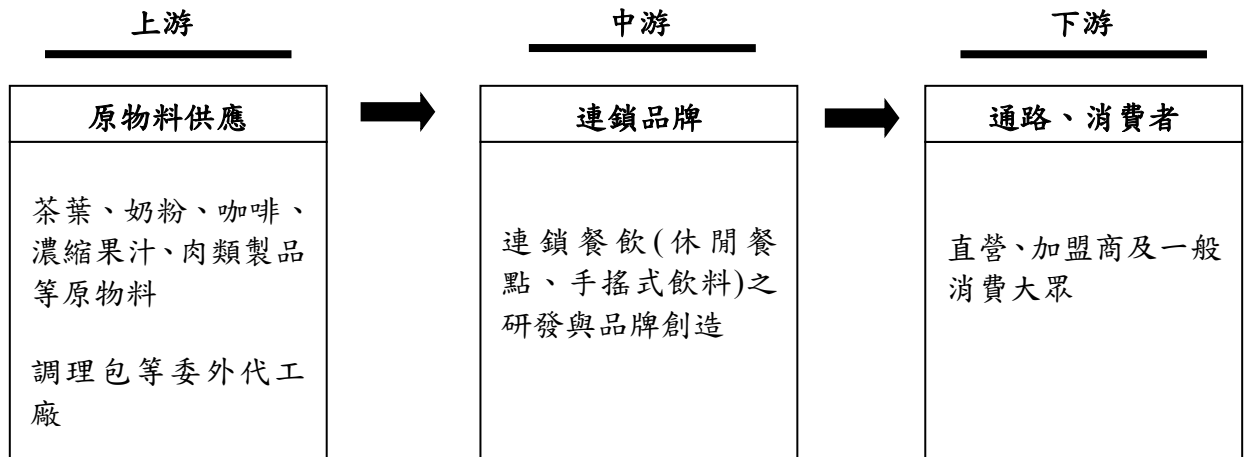 上游
中游
下游
原物料供應
連鎖品牌
通路、消費者
茶葉、奶粉、咖啡、
濃縮果汁、肉類製品
等原物料
調理包等委外代工
廠
連鎖餐飲(休閒餐
點、手搖式飲料)之
研發與品牌創造
直營、加盟商及一般
消費大眾